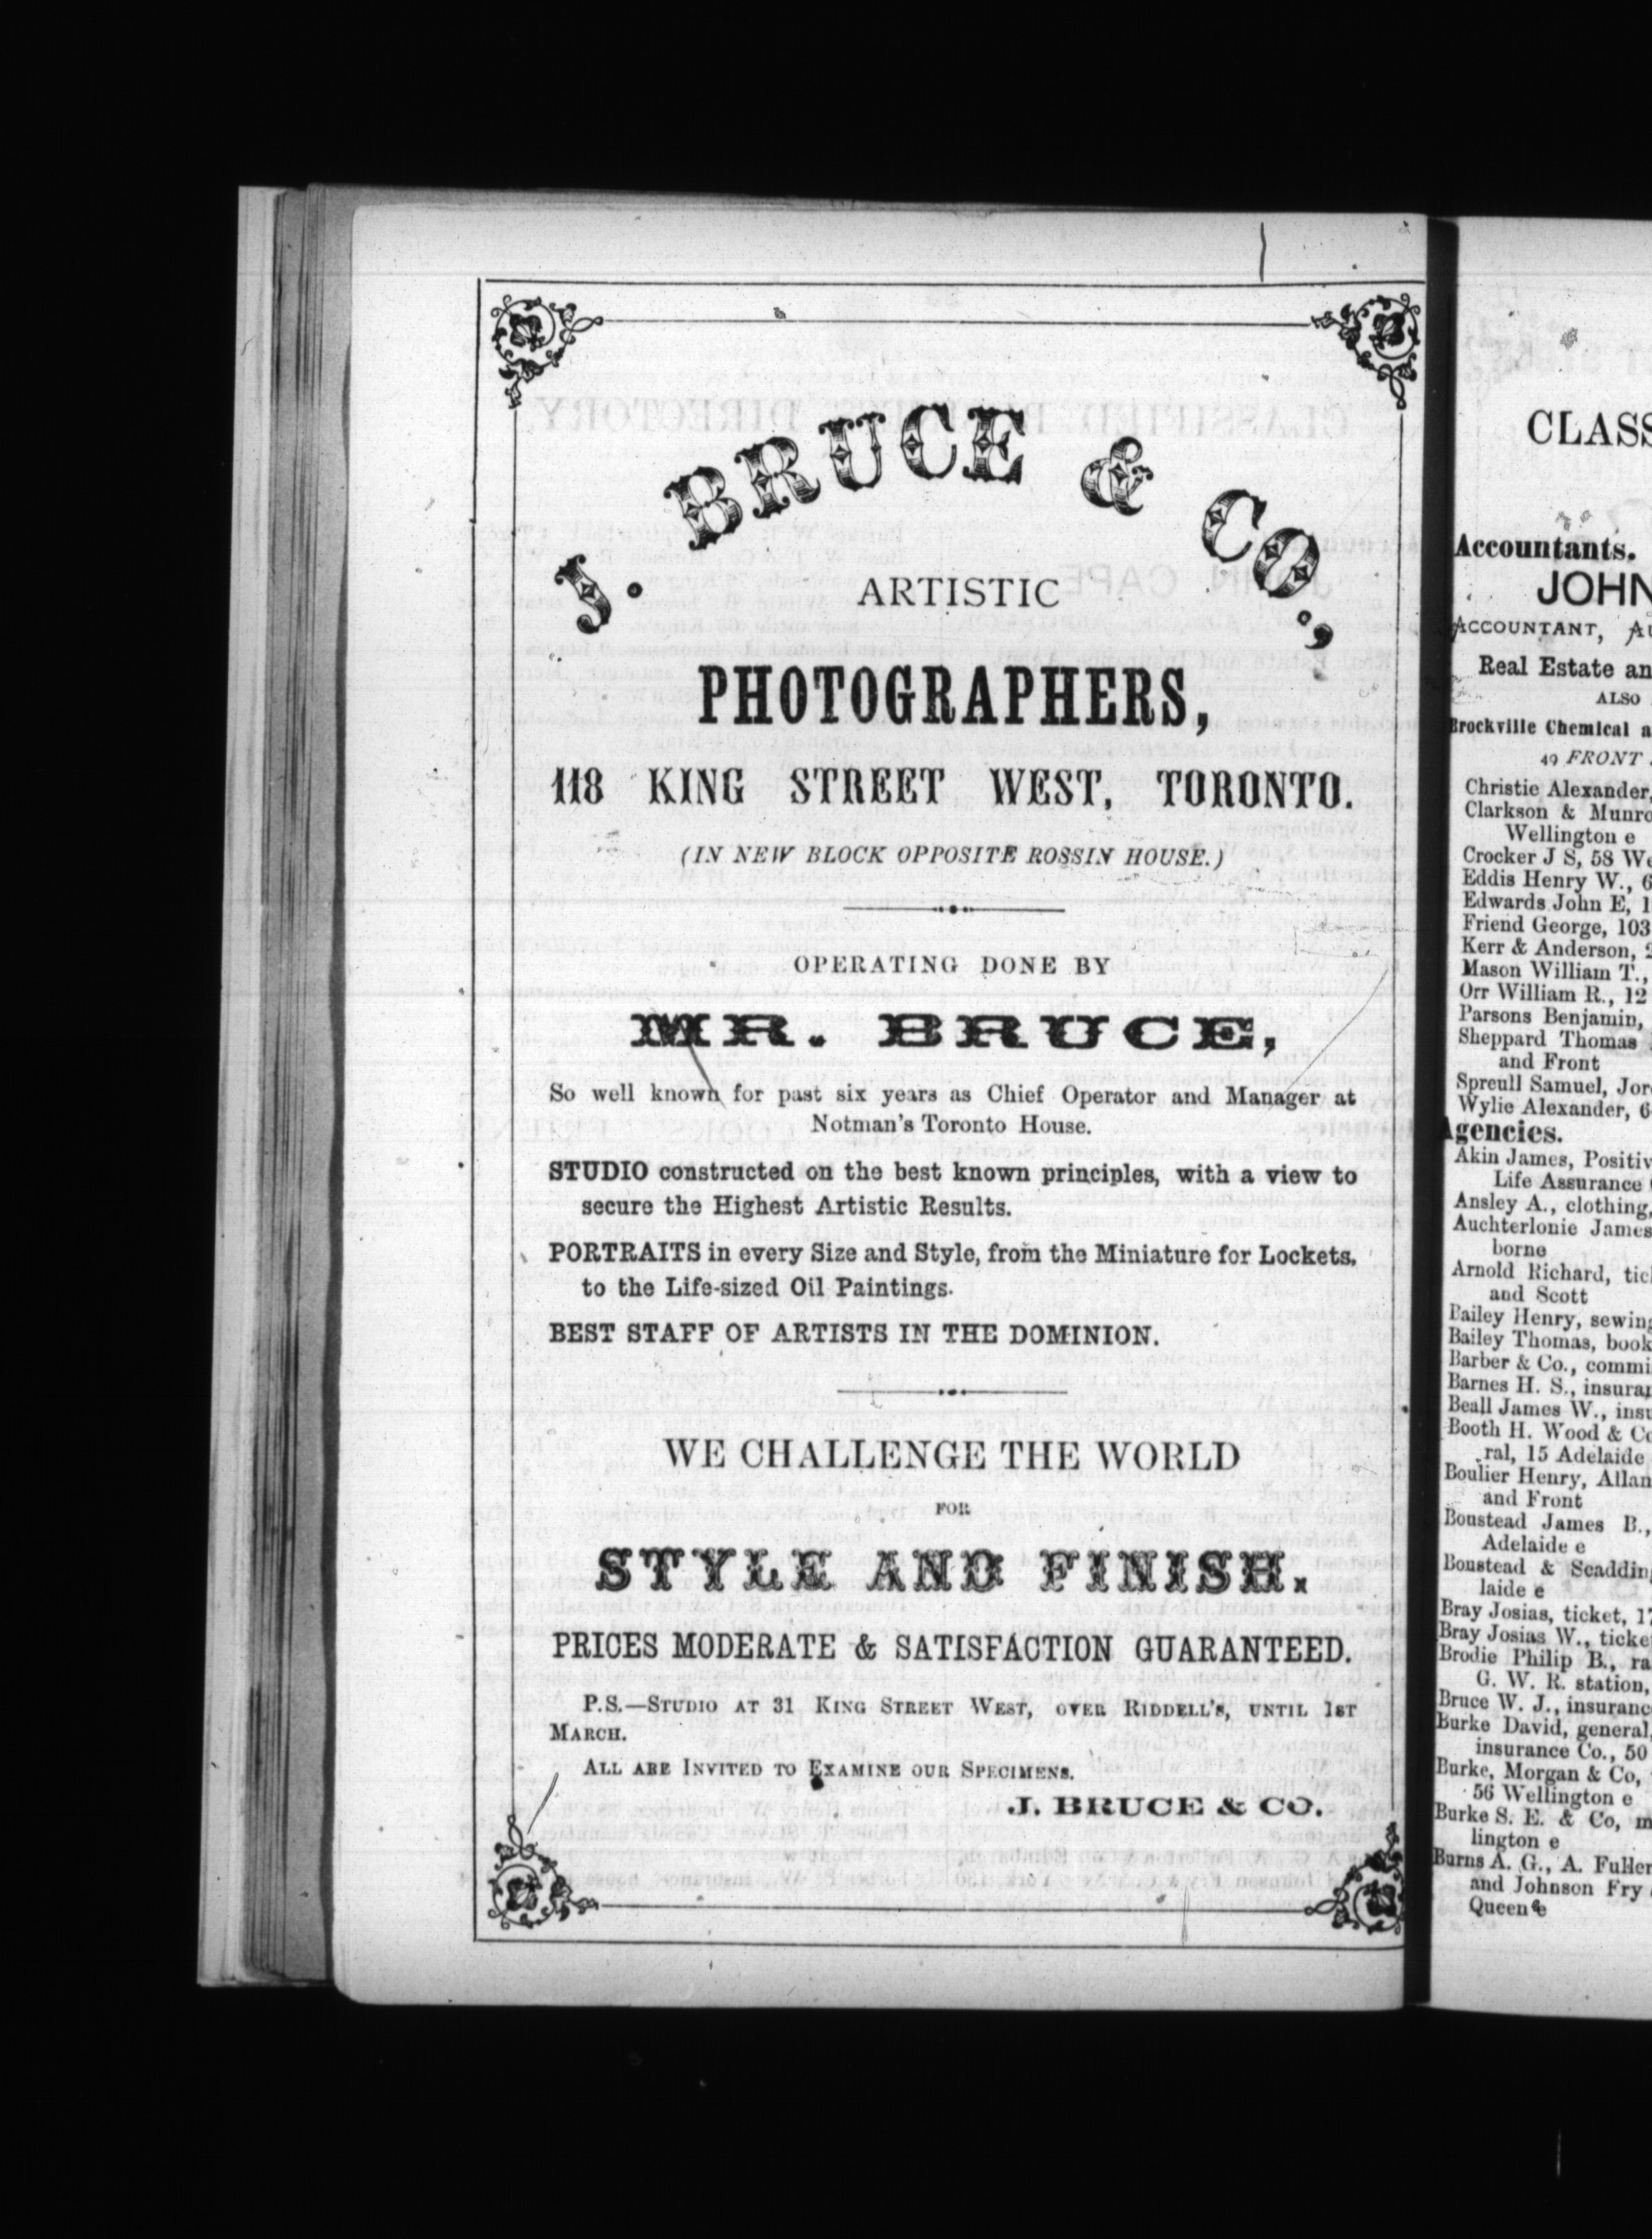 J. BRUCE & CO.,
ARTISTIC
PHOTOGRAPHERS,
118 KING STREET WEST, TORONTO.
(IN NEW BLOCK OPPOSITE ROSSIN HOUSE.)
OPERATING DONE BY
MR. BRUCE,
So well known for past six years as Chief Operator and Manager at
Notman's Toronto House.
STUDIO constructed on the best known principles, with a view to
secure the Highest Artistic Results.
PORTRAITS in every Size and Style, from the Miniature for Lockets,
to the Life-sized Oil Paintings.
BEST STAFF OF ARTISTS IN THE DOMINION.
WE CHALLENGE THE WORLD
FOR
STYLE AND FINISH.
PRICES MODERATE & SATISFACTION GUARANTEED.
P.S.—STUDIO AT 31 KING STREET WEST, OVER RIDDELL'S, UNTIL 1ST
MARCH.
ALL ARE INVITED TO EXAMINE OUR SPECIMENS.
J. BRUCE & CO.
CLASS
Accountants.
JOHN
ACCOUNTANT, AU
Real Estate an
ALSO
Brockville Chemical a
49 FRONT
Christie Alexander,
Clarkson & Munro
Wellington e
Crocker J S, 58 We
Eddis Henry W., 6
Edwards John E, 1
Friend George, 103
Kerr & Anderson, 2
Mason William T.,
Orr William R., 12
Parsons Benjamin,
Sheppard Thomas
and Front
Spreull Samuel, Jor
Wylie Alexander, 6
Agencies.
Akin James, Positiv
Life Assurance
Ansley A., clothing,
Auchterlonie James
borne
Arnold Richard, tic
and Scott
Bailey Henry, sewing
Bailey Thomas, book
Barber & Co., commi
Barnes H. S., insuran
Beall James W., insu
Booth H. Wood & Co
ral, 15 Adelaide
Boulier Henry, Allan
and Front
Boustead James B.,
Adelaide e
Boustead & Scadding
laide e
Bray Josias, ticket, 17
Bray Josias W., ticke
Brodie Philip B., ra
G. W. R. station,
Bruce W. J., insuranc
Burke David, general,
insurance Co., 50
Burke, Morgan & Co,
56 Wellington e
Burke S. E. & Co, m
lington e
Burns A. G., A. Fuller
and Johnson Fry
Queen e